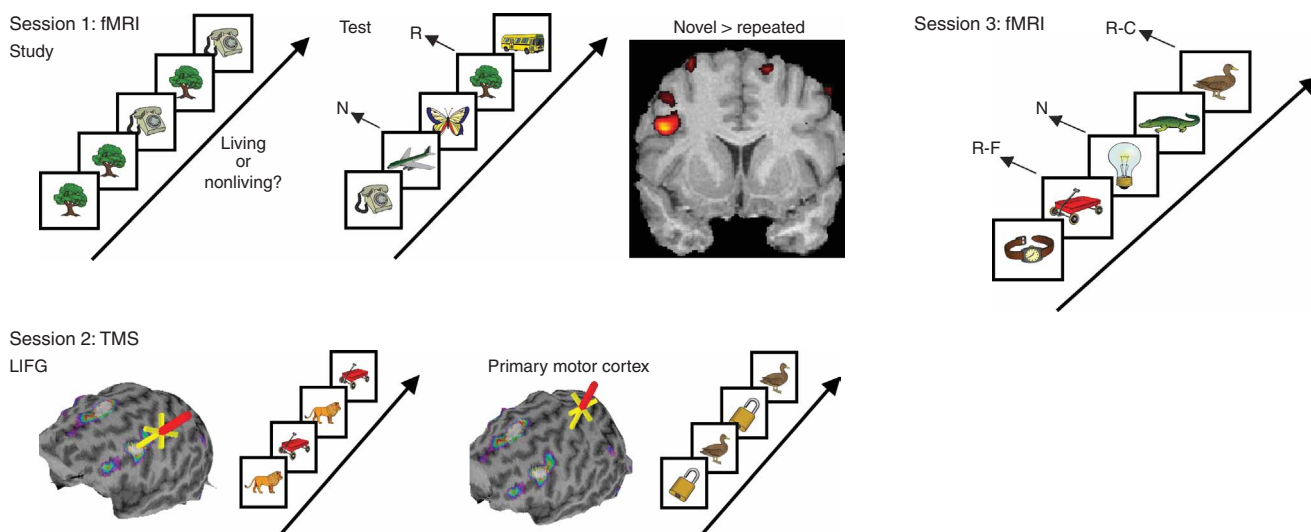 Session 1: fMRI
Study
Living
or
nonliving?
Test
R
N
Novel > repeated
Session 3: fMRI
R-C
N
R-F
Session 2: TMS
LIFG
Primary motor cortex